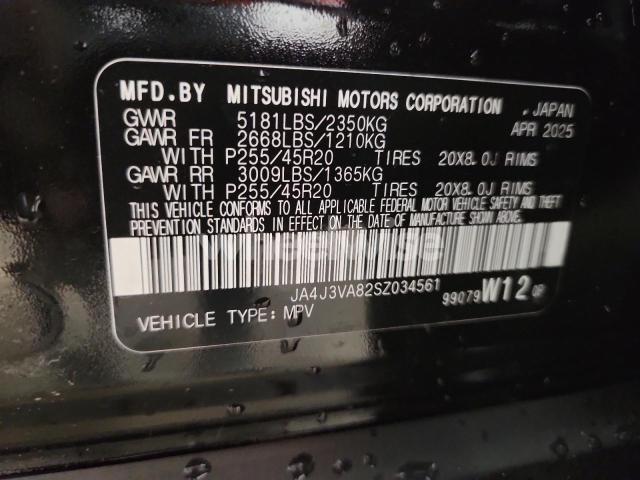 MFD.BY MITSUBISHI MOTORS CORPORATION JAPAN
GVWR 5181LBS/2350KG APR 2025
GAWR FR 2668LBS/1210KG
WITH P255/45R20 TIRES 20X8.0J RIMS
GAWR RR 3009LBS/1365KG
WITH P255/45R20 TIRES 20X8.0J RIMS
THIS VEHICLE CONFORMS TO ALL APPLICABLE FEDERAL MOTOR VEHICLE SAFETY AND THEFT
PREVENTION STANDARDS IN EFFECT ON THE DATE OF MANUFACTURE SHOWN ABOVE.
JA4J3VA82SZ034561
99079 W12
VEHICLE TYPE: MPV